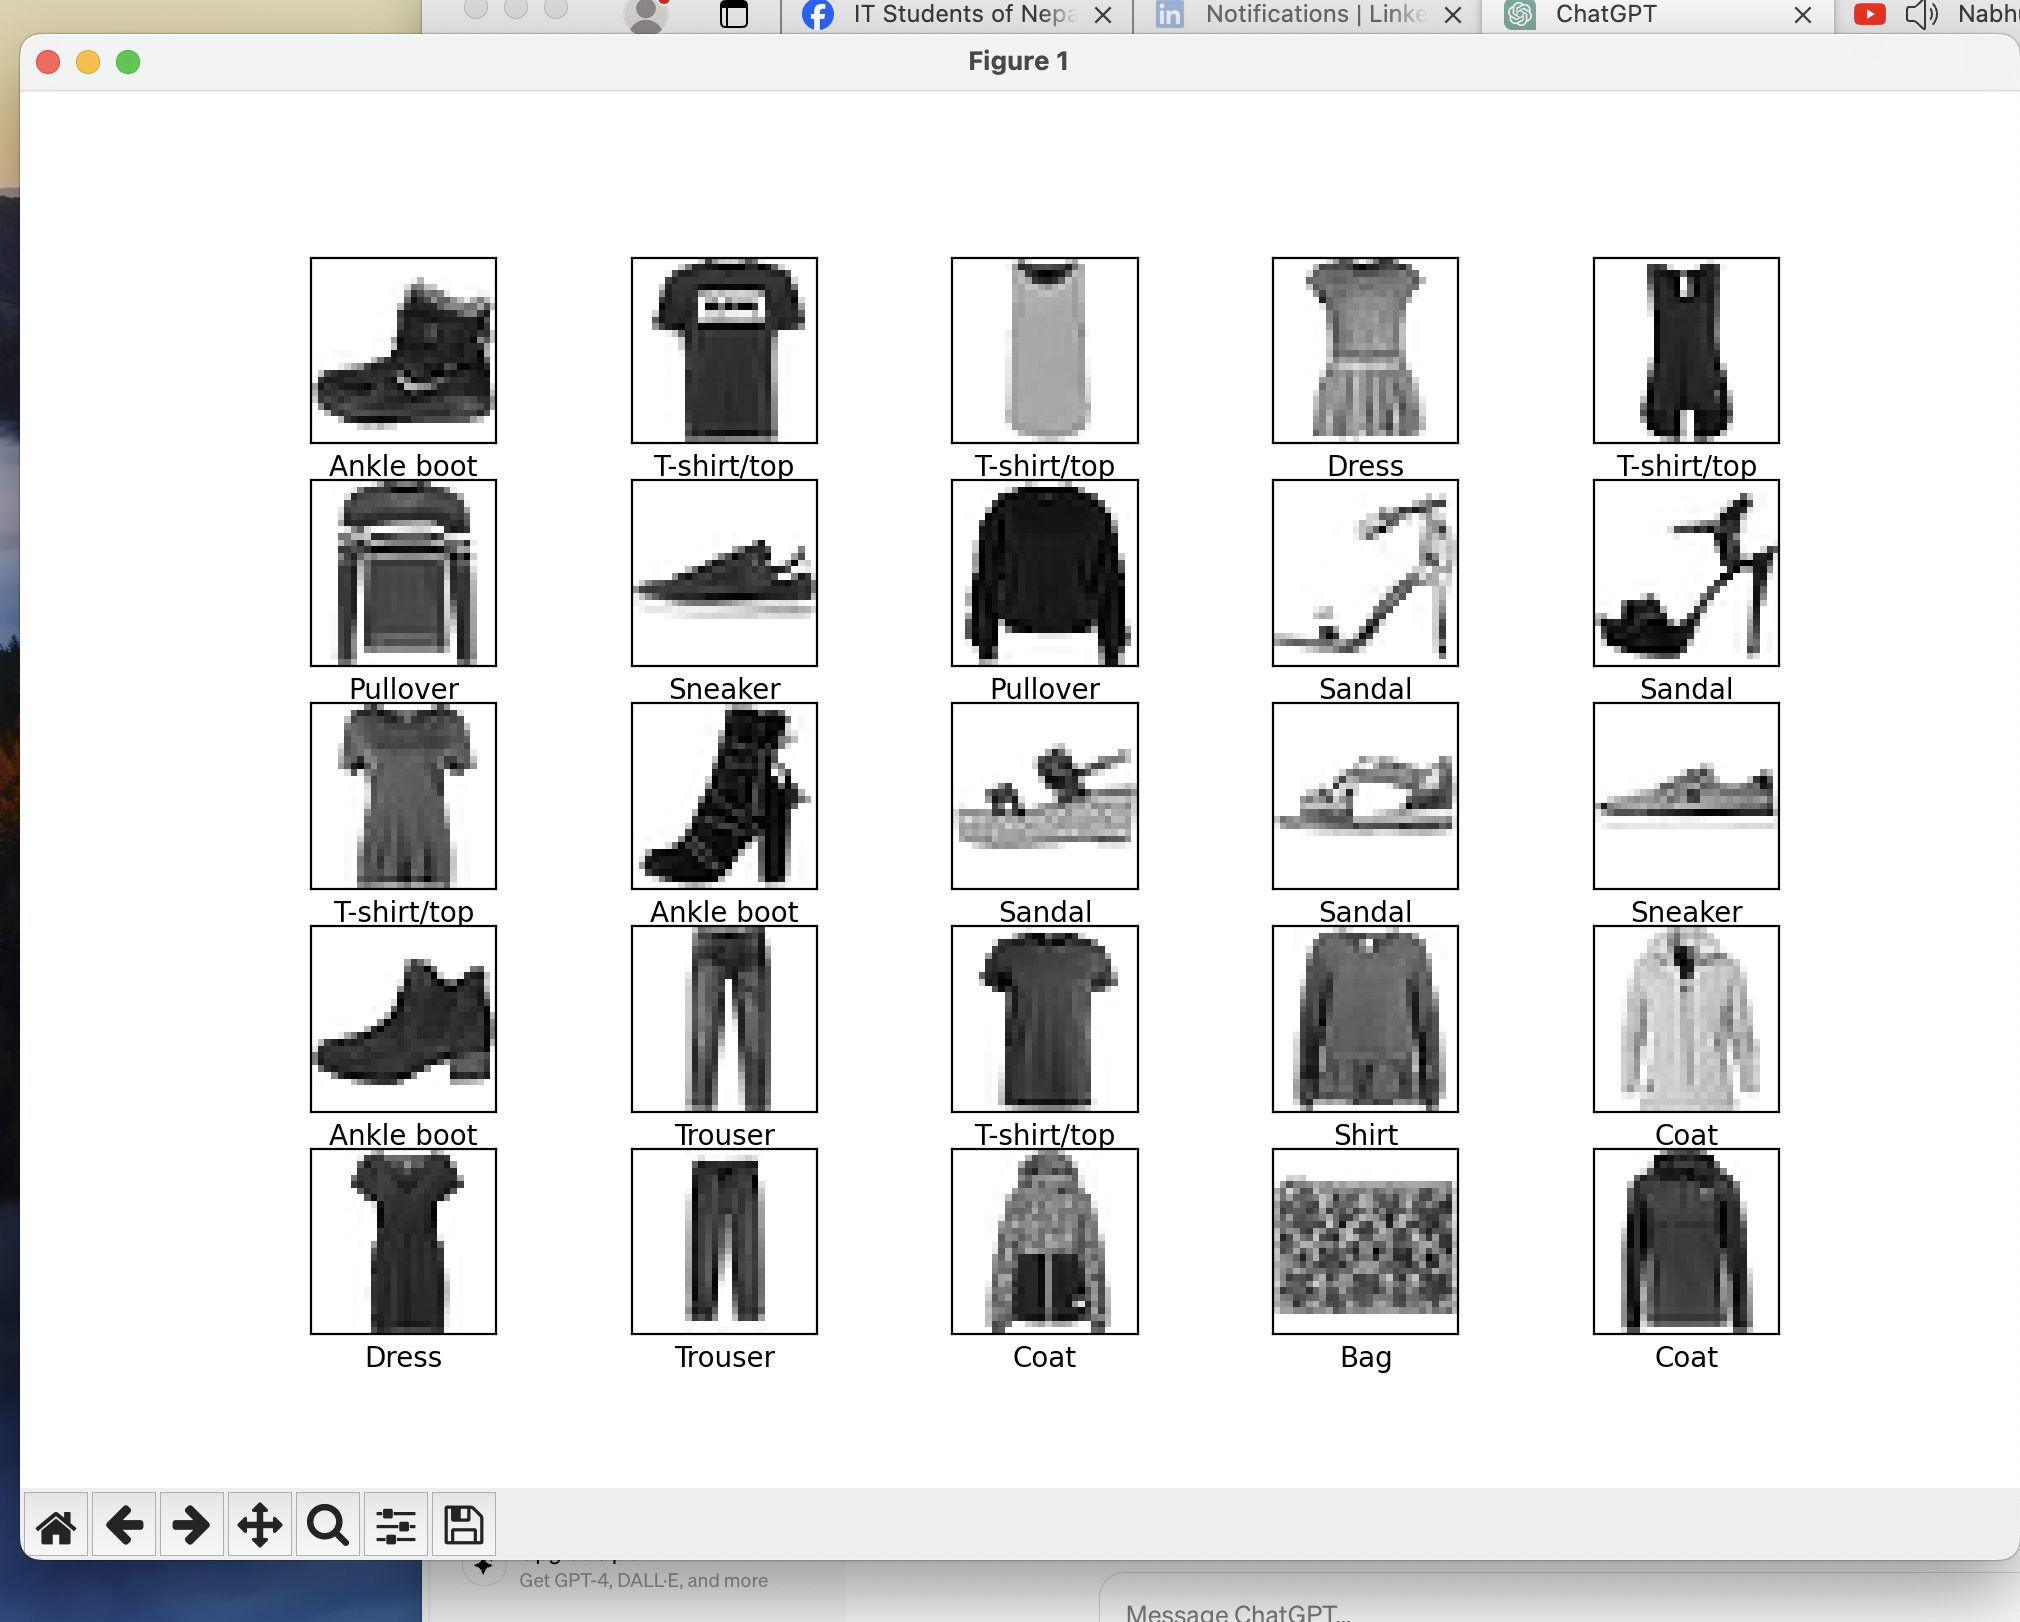 IT Students of Nepa
Notifications | Linke
ChatGPT
Nabhu
Figure 1
Ankle boot T-shirt/top T-shirt/top Dress T-shirt/top
Pullover Sneaker Pullover Sandal Sandal
T-shirt/top Ankle boot Sandal Sandal Sneaker
Ankle boot Trouser T-shirt/top Shirt Coat
Dress Trouser Coat Bag Coat
Get GPT-4, DALL·E, and more
Message ChatGPT...